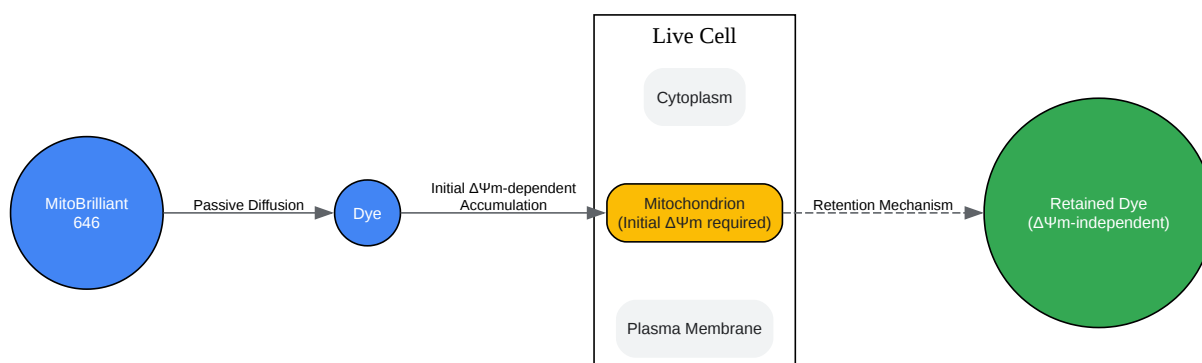 MitoBrilliant
646
Passive Diffusion
Dye
Initial ΔΨm-dependent
Accumulation
Live Cell
Cytoplasm
Mitochondrion
(Initial ΔΨm required)
Plasma Membrane
Retention Mechanism
Retained Dye
(ΔΨm-independent)